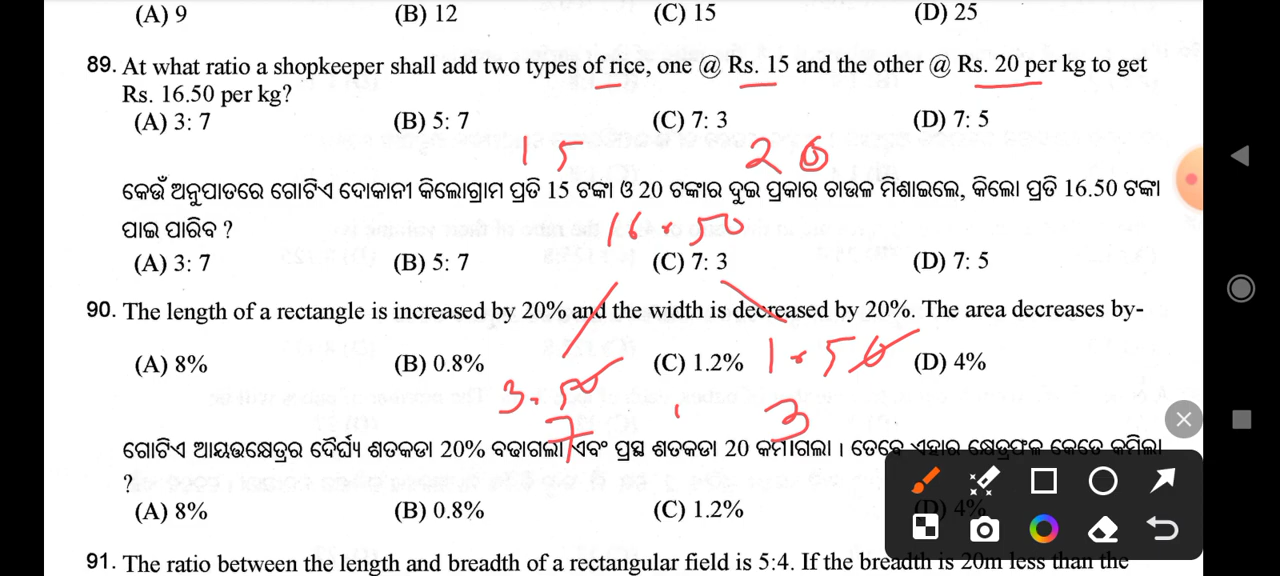 (A) 9 (B) 12 (C) 15 (D) 25
89. At what ratio a shopkeeper shall add two types of rice, one @ Rs. 15 and the other @ Rs. 20 per kg to get
Rs. 16.50 per kg?
(A) 3: 7 (B) 5: 7 (C) 7: 3 (D) 7: 5
15 20
କେଉଁ ଅନୁପାତରେ ଗୋଟିଏ ଦୋକାନୀ କିଲୋଗ୍ରାମ ପ୍ରତି 15 ଟଙ୍କା ଓ 20 ଟଙ୍କାର ଦୁଇ ପ୍ରକାର ଚାଉଳ ମିଶାଇଲେ, କିଲୋ ପ୍ରତି 16.50 ଟଙ୍କା
ପାଇ ପାରିବ ?
16.50
(A) 3: 7 (B) 5: 7 (C) 7: 3 (D) 7: 5
90. The length of a rectangle is increased by 20% and the width is decreased by 20%. The area decreases by-
(A) 8% (B) 0.8% (C) 1.2% (D) 4%
3.50 1.50
7 3
ଗୋଟିଏ ଆୟତକ୍ଷେତ୍ରର ଦୈର୍ଘ୍ୟ ଶତକଡା 20% ବଢାଗଲା ଏବଂ ପ୍ରସ୍ଥ ଶତକଡା 20 କମାଗଲା । ତେବେ ଏହାର କ୍ଷେତ୍ରଫଳ କେତେ କମିଲା
?
(A) 8% (B) 0.8% (C) 1.2% (D) 4%
91. The ratio between the length and breadth of a rectangular field is 5:4. If the breadth is 20m less than the